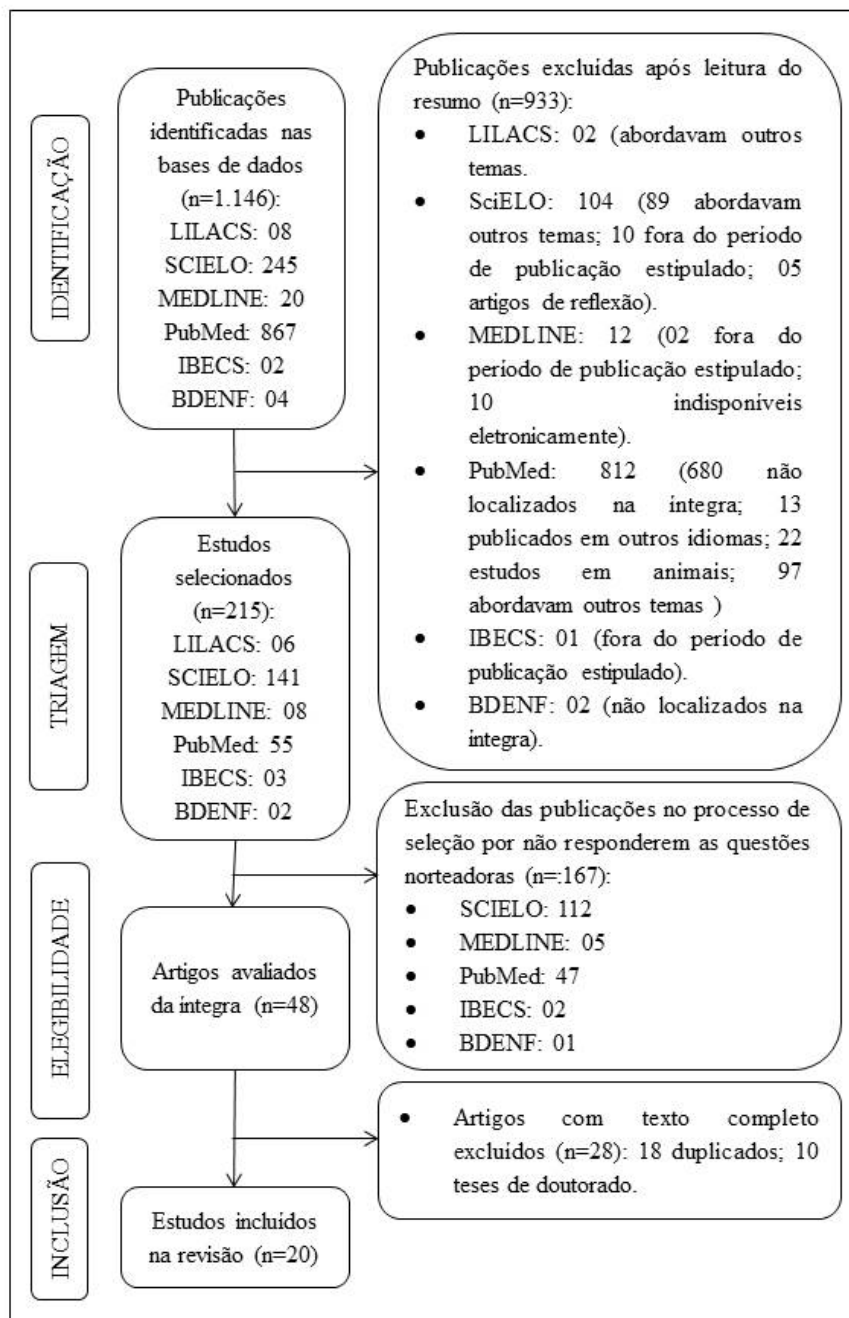 IDENTIFICAÇÃO
Publicações
identificadas nas
bases de dados
(n=1.146):
LILACS: 08
SCIELO: 245
MEDLINE: 20
PubMed: 867
IBECS: 02
BDENF: 04
Publicações excluídas após leitura do
resumo (n=933):
• LILACS: 02 (abordavam outros
temas.
• SciELO: 104 (89 abordavam
outros temas; 10 fora do período
de publicação estipulado; 05
artigos de reflexão).
• MEDLINE: 12 (02 fora do
período de publicação estipulado;
10 indisponíveis
eletronicamente).
• PubMed: 812 (680 não
localizados na íntegra; 13
publicados em outros idiomas; 22
estudos em animais; 97
abordavam outros temas )
• IBECS: 01 (fora do período de
publicação estipulado).
• BDENF: 02 (não localizados na
íntegra).
TRIAGEM
Estudos
selecionados
(n=215):
LILACS: 06
SCIELO: 141
MEDLINE: 08
PubMed: 55
IBECS: 03
BDENF: 02
Exclusão das publicações no processo de
seleção por não responderem as questões
norteadoras (n=:167):
• SCIELO: 112
• MEDLINE: 05
• PubMed: 47
• IBECS: 02
• BDENF: 01
ELEGIBILIDADE
Artigos avaliados
da íntegra (n=48)
• Artigos com texto completo
excluídos (n=28): 18 duplicados; 10
teses de doutorado.
INCLUSÃO
Estudos incluídos
na revisão (n=20)